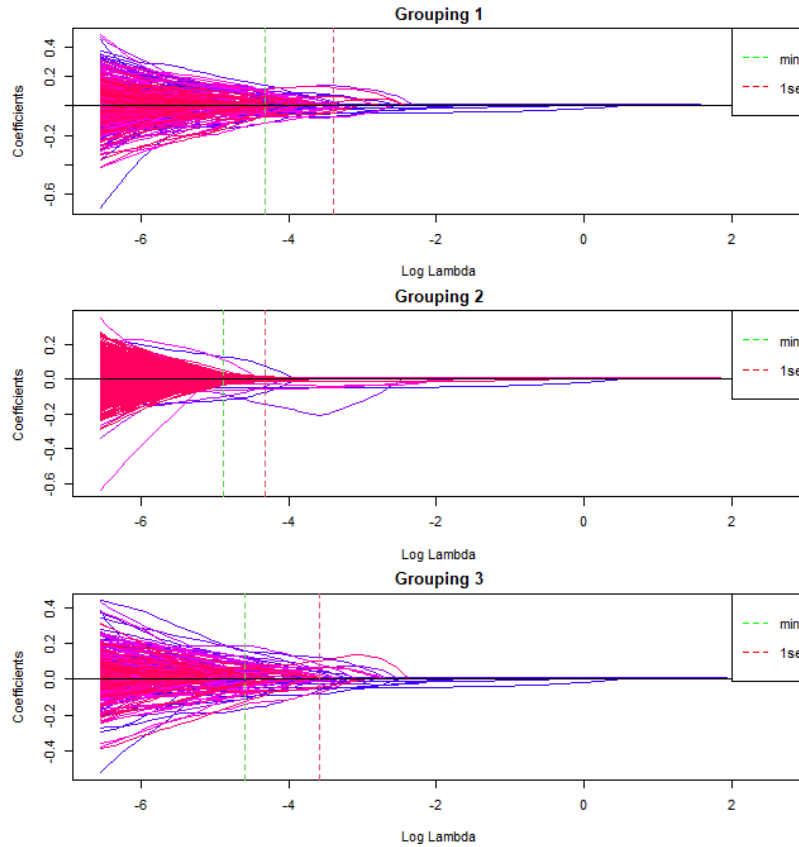 Grouping 1
Coefficients
0.4
0.2
0.0
-0.2
-0.6
min
1se
-6
-4
-2
0
2
Log Lambda
Grouping 2
Coefficients
0.2
0.0
-0.2
-0.4
-0.6
min
1se
-6
-4
-2
0
2
Log Lambda
Grouping 3
Coefficients
0.4
0.2
0.0
-0.2
-0.4
min
1se
-6
-4
-2
0
2
Log Lambda